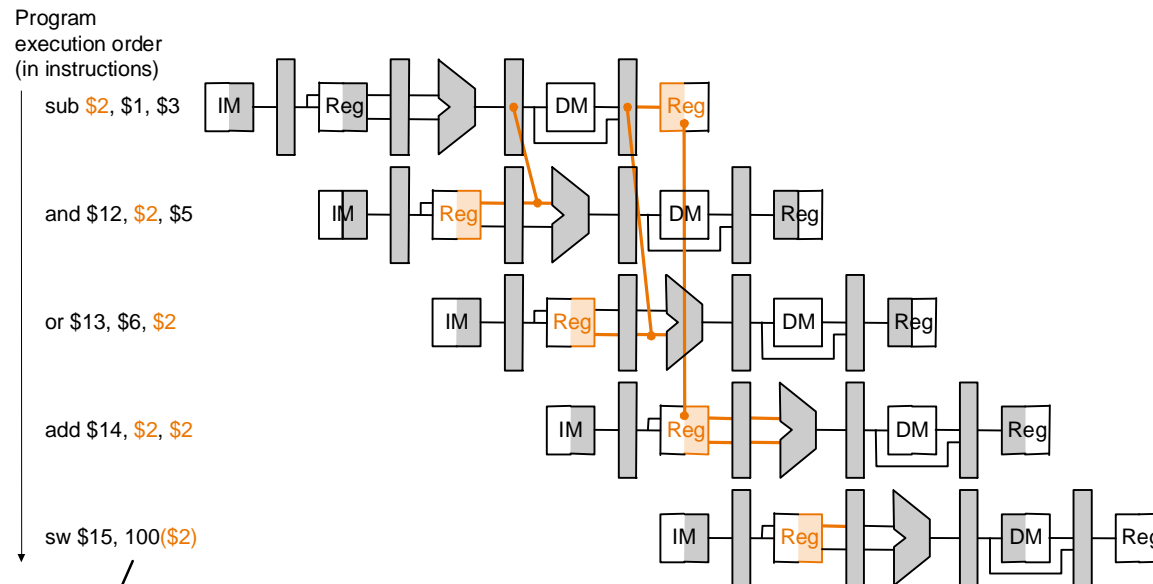 Program
execution order
(in instructions)
sub $2, $1, $3
IM
Reg
DM
Reg
and $12, $2, $5
IM
Reg
DM
Reg
or $13, $6, $2
IM
Reg
DM
Reg
add $14, $2, $2
IM
Reg
DM
Reg
sw $15, 100($2)
IM
Reg
DM
Reg